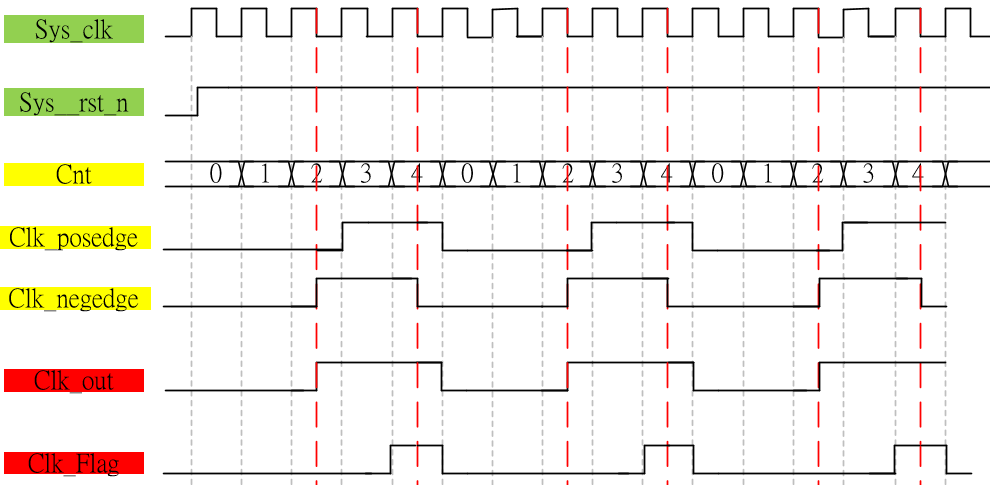 Sys_clk
Sys__rst_n
Cnt 0 1 2 3 4 0 1 2 3 4 0 1 2 3 4
Clk_posedge
Clk_negedge
Clk_out
Clk_Flag